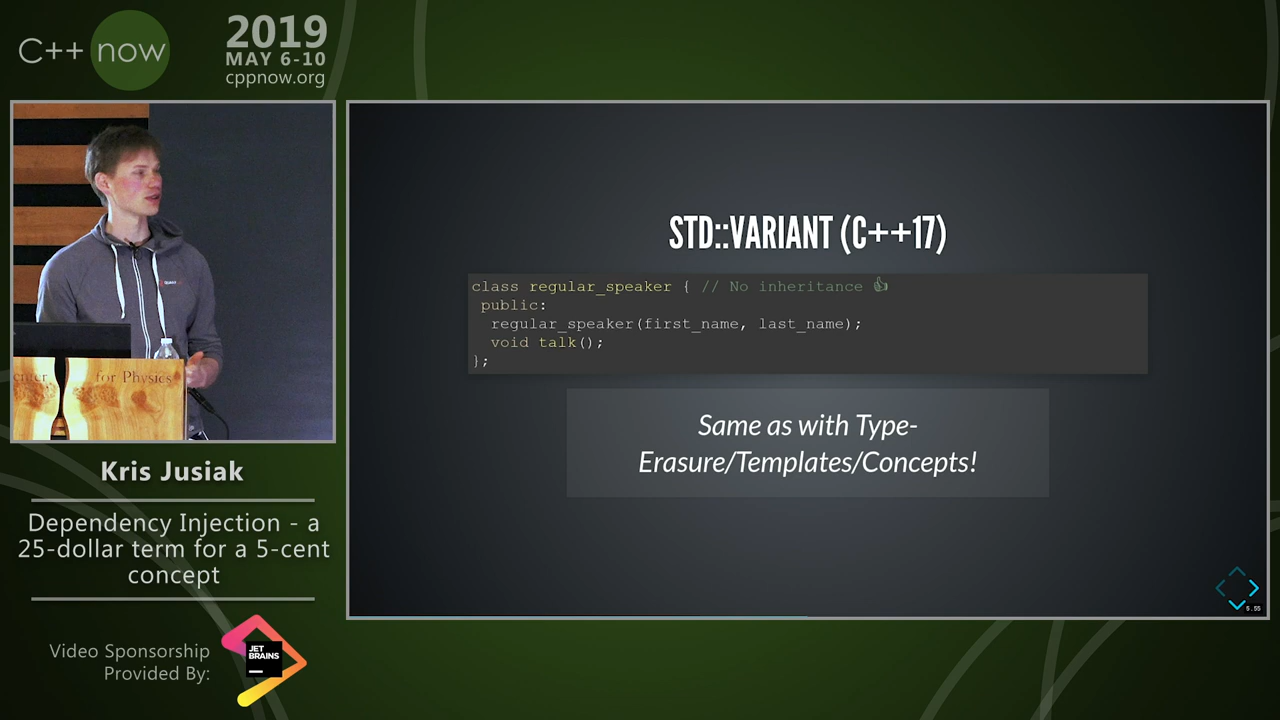 C++ now
2019
MAY 6-10
cppnow.org
for Physics
Kris Jusiak
Dependency Injection - a
25-dollar term for a 5-cent
concept
Video Sponsorship
Provided By:
JET
BRAINS
STD::VARIANT (C++17)
class regular_speaker { // No inheritance 👍
public:
regular_speaker(first_name, last_name);
void talk();
};
Same as with Type-
Erasure/Templates/Concepts!
5.55